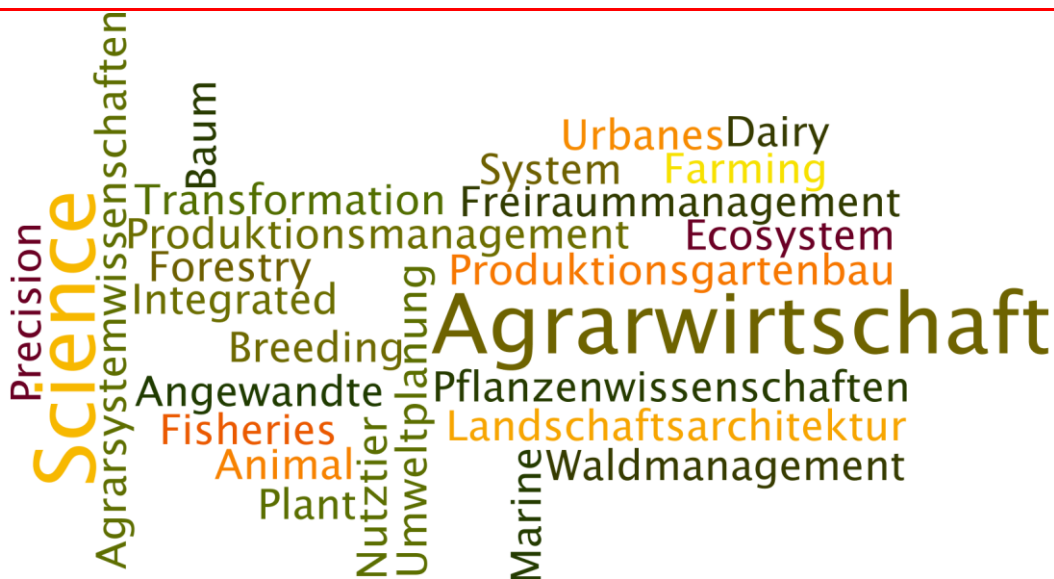 Precision
Science
Agrarsystemwissenschaften
Baum
Urbanes
Dairy
System
Farming
Transformation
Freiraummanagement
Produktionsmanagement
Ecosystem
Forestry
Produktionsgartenbau
Integrated
Agrarwirtschaft
Breeding
Umweltplanung
Angewandte
Pflanzenwissenschaften
Fisheries
Landschaftsarchitektur
Animal
Nutztier
Waldmanagement
Plant
Marine